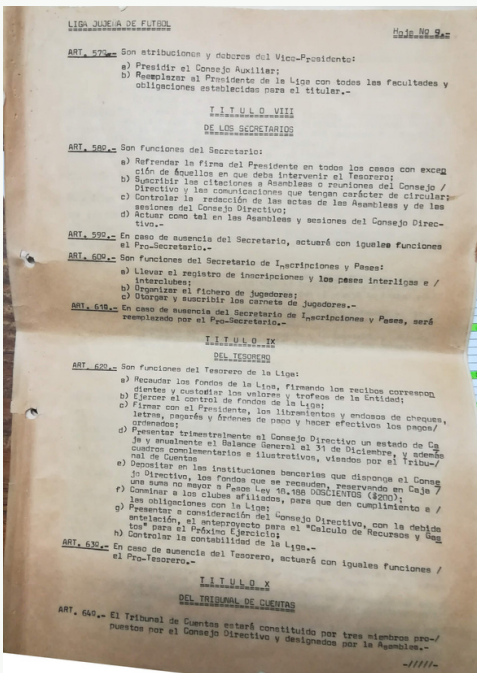 LIGA JUJEÑA DE FUTBOL
Hoja Nº 9.-
ART. 57º.- Son atribuciones y deberes del Vice-Presidente:
a) Presidir el Consejo Auxiliar;
b) Reemplazar al Presidente de la Liga con todas las facultades y
obligaciones establecidas para el titular.-
T I T U L O VIII
DE LOS SECRETARIOS
ART. 58º.- Son funciones del Secretario:
a) Refrendar la firma del Presidente en todos los casos con excep
ción de áquellos en que deba intervenir el Tesorero;
b) Suscribir las citaciones a Asambleas o reuniones del Consejo /
Directivo y las comunicaciones que tengan carácter de circular;
c) Controlar la redacción de las actas de las Asambleas y de las
sesiones del Consejo Directivo;
d) Actuar como tal en las Asambleas y sesiones del Consejo Direc-
tivo.-
ART. 59º.- En caso de ausencia del Secretario, actuará con iguales funciones
el Pro-Secretario.-
ART. 60º.- Son funciones del Secretario de Inscripciones y Pases:
a) Llevar el registro de inscripciones y los pases interligas e /
interclubes;
b) Organizar el fichero de jugadores;
c) Otorgar y suscribir los carnets de jugadores.-
ART. 61º.- En caso de ausencia del Secretario de Inscripciones y Pases, será
reemplazado por el Pro-Secretario.-
T I T U L O IX
DEL TESORERO
ART. 62º.- Son funciones del Tesorero de la Liga:
a) Recaudar los fondos de la Liga, firmando los recibos correspon
dientes y custodiar los valores y trofeos de la Entidad;
b) Ejercer el control de fondos de la Liga;
c) Firmar con el Presidente, los libramientos y endosos de cheques,
letras, pagarés y órdenes de pago y hacer efectivos los pagos/
ordenados;
d) Presentar trimestralmente al Consejo Directivo un estado de Ca
ja y anualmente el Balance General al 31 de Diciembre, y además
cuadros complementarios e ilustrativos, visados por el Tribu-/
nal de Cuentas
e) Depositar en las instituciones bancarias que disponga el Conse
jo Directivo, los fondos que se recauden, reservando en Caja /
una suma no mayor a Pesos Ley 18.188 DOSCIENTOS ($200);
f) Conminar a los clubes afiliados, para que den cumplimiento a /
las obligaciones con la Liga;
g) Presentar a consideración del Consejo Directivo, con la debida
antelación, el anteproyecto para el "Calculo de Recursos y Gas
tos" para el Próximo Ejercicio;
h) Controlar la contabilidad de la Liga.-
ART. 63º.- En caso de ausencia del Tesorero, actuará con iguales funciones /
el Pro-Tesorero.-
T I T U L O X
DEL TRIBUNAL DE CUENTAS
ART. 64º.- El Tribunal de Cuentas estará constituido por tres miembros pro-/
puestos por el Consejo Directivo y designados por la Asamblea.-
-/////-